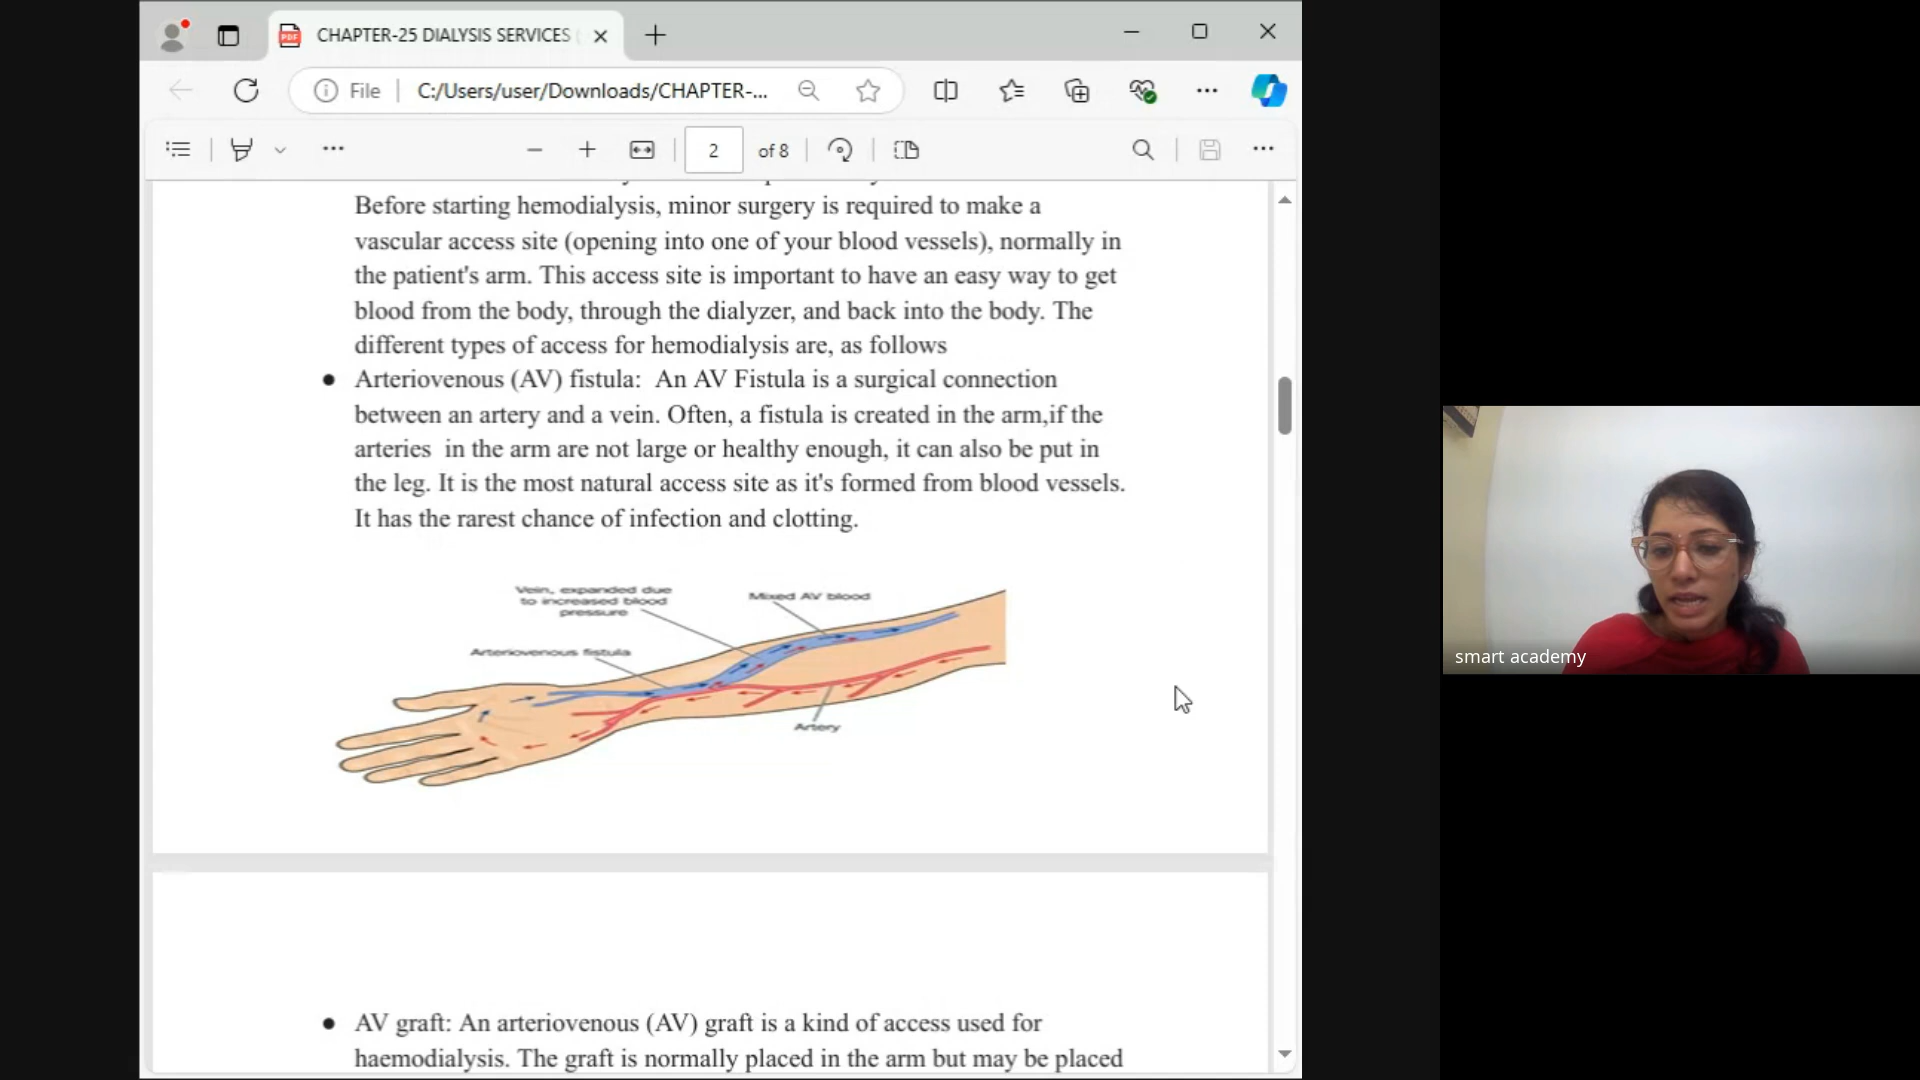 CHAPTER-25 DIALYSIS SERVICES
File
C:/Users/user/Downloads/CHAPTER-...
2 of 8
Before starting hemodialysis, minor surgery is required to make a
vascular access site (opening into one of your blood vessels), normally in
the patient's arm. This access site is important to have an easy way to get
blood from the body, through the dialyzer, and back into the body. The
different types of access for hemodialysis are, as follows
● Arteriovenous (AV) fistula:  An AV Fistula is a surgical connection
between an artery and a vein. Often, a fistula is created in the arm,if the
arteries  in the arm are not large or healthy enough, it can also be put in
the leg. It is the most natural access site as it's formed from blood vessels.
It has the rarest chance of infection and clotting.
Vein, expanded due
to increased blood
pressure
Mixed AV blood
Arteriovenous fistula
Artery
● AV graft: An arteriovenous (AV) graft is a kind of access used for
haemodialysis. The graft is normally placed in the arm but may be placed
smart academy